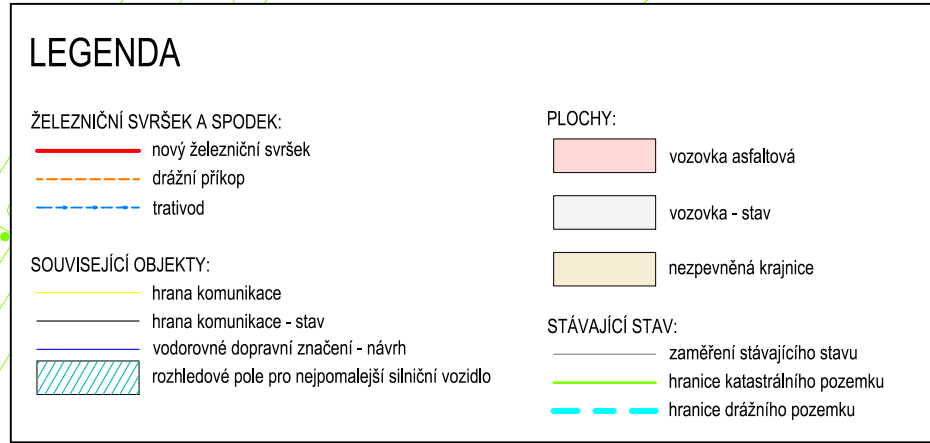 LEGENDA
ŽELEZNIČNÍ SVRŠEK A SPODEK:
nový železniční svršek
drážní příkop
trativod
SOUVISEJÍCÍ OBJEKTY:
hrana komunikace
hrana komunikace - stav
vodorovné dopravní značení - návrh
rozhledové pole pro nejpomalejší silniční vozidlo
PLOCHY:
vozovka asfaltová
vozovka - stav
nezpevněná krajnice
STÁVAJÍCÍ STAV:
zaměření stávajícího stavu
hranice katastrálního pozemku
hranice drážního pozemku